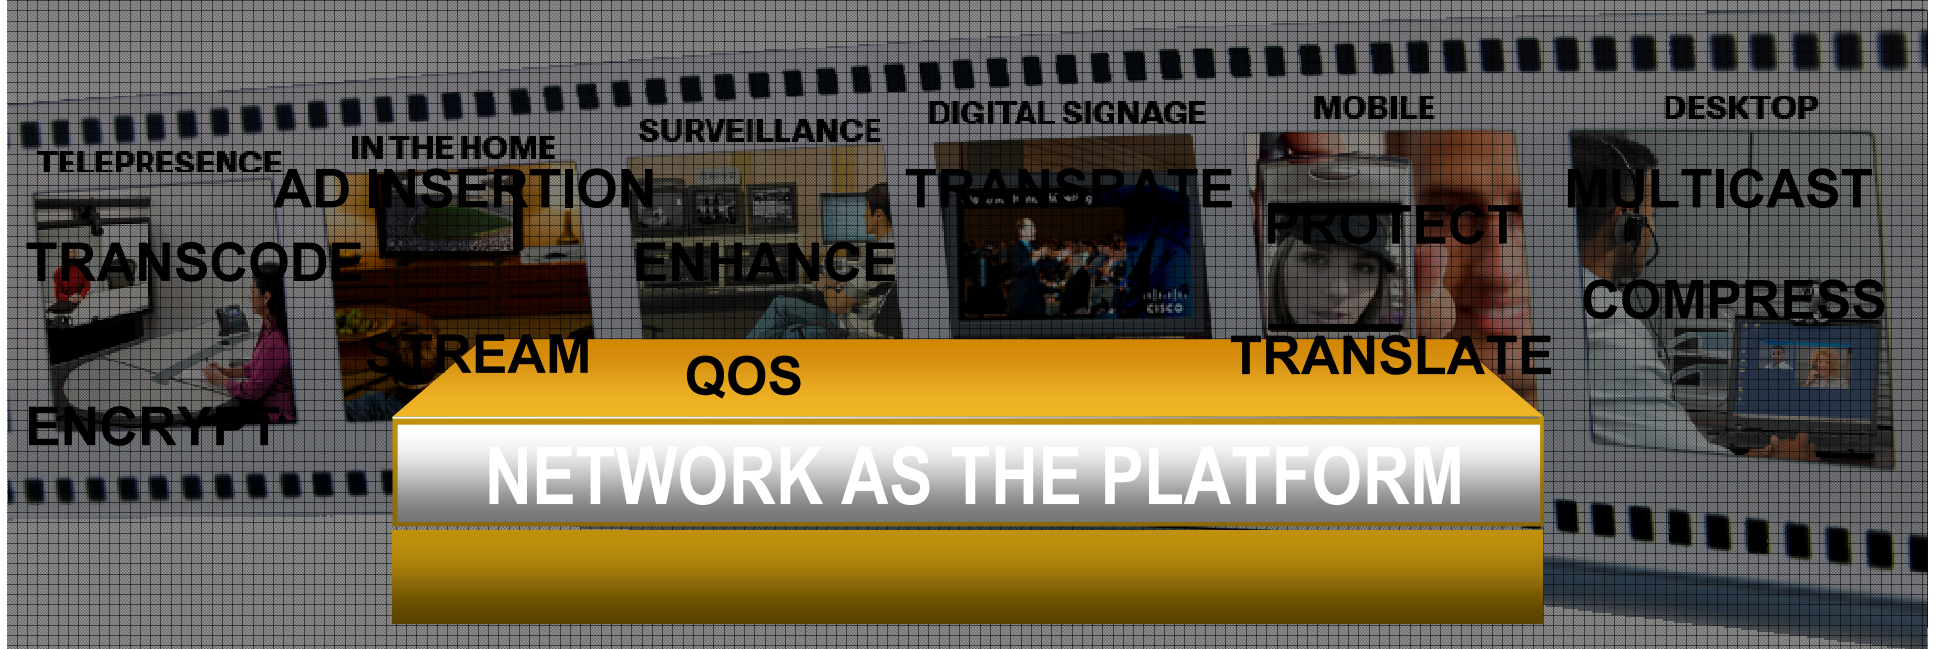 TELEPRESENCE
IN THE HOME
SURVEILLANCE
DIGITAL SIGNAGE
MOBILE
DESKTOP
AD INSERTION
TRANSRATE
MULTICAST
PROTECT
TRANSCODE
ENHANCE
COMPRESS
CISCO
STREAM
QOS
TRANSLATE
ENCRYPT
NETWORK AS THE PLATFORM